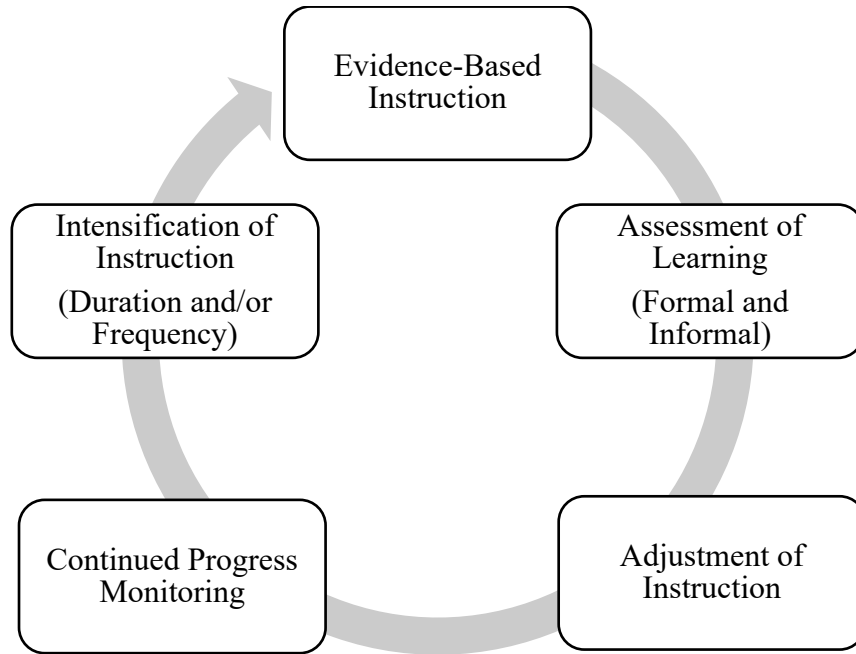 Evidence-Based
Instruction
Assessment of
Learning
(Formal and
Informal)
Adjustment of
Instruction
Continued Progress
Monitoring
Intensification of
Instruction
(Duration and/or
Frequency)